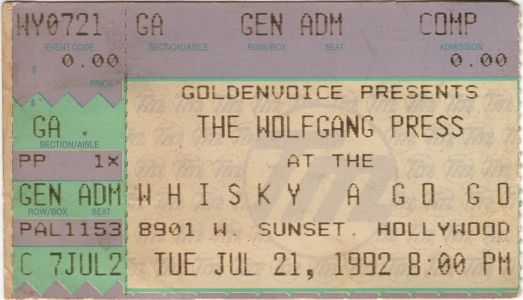 WY0721 GA GEN ADM COMP
EVENT CODE SECTION/AISLE ROW/BOX SEAT ADMISSION
0.00 0.00
$ PRICE
GOLDENVOICE PRESENTS
$
GA THE WOLFGANG PRESS
SECTION/AISLE
PP 1X AT THE
GEN ADM WHISKY A GO GO
ROW/BOX SEAT
PAL1153 8901 W. SUNSET. HOLLYWOOD
C 7JUL2 TUE JUL 21, 1992 8:00 PM